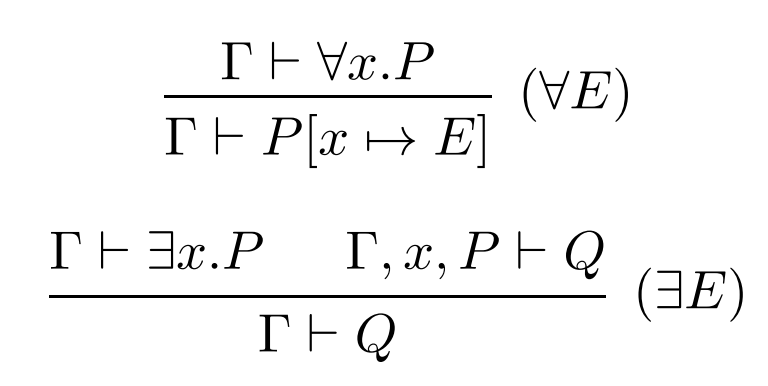 Γ ⊢ ∀x.P
Γ ⊢ P[x ↦ E] (∀E)
Γ ⊢ ∃x.P Γ, x, P ⊢ Q
Γ ⊢ Q (∃E)